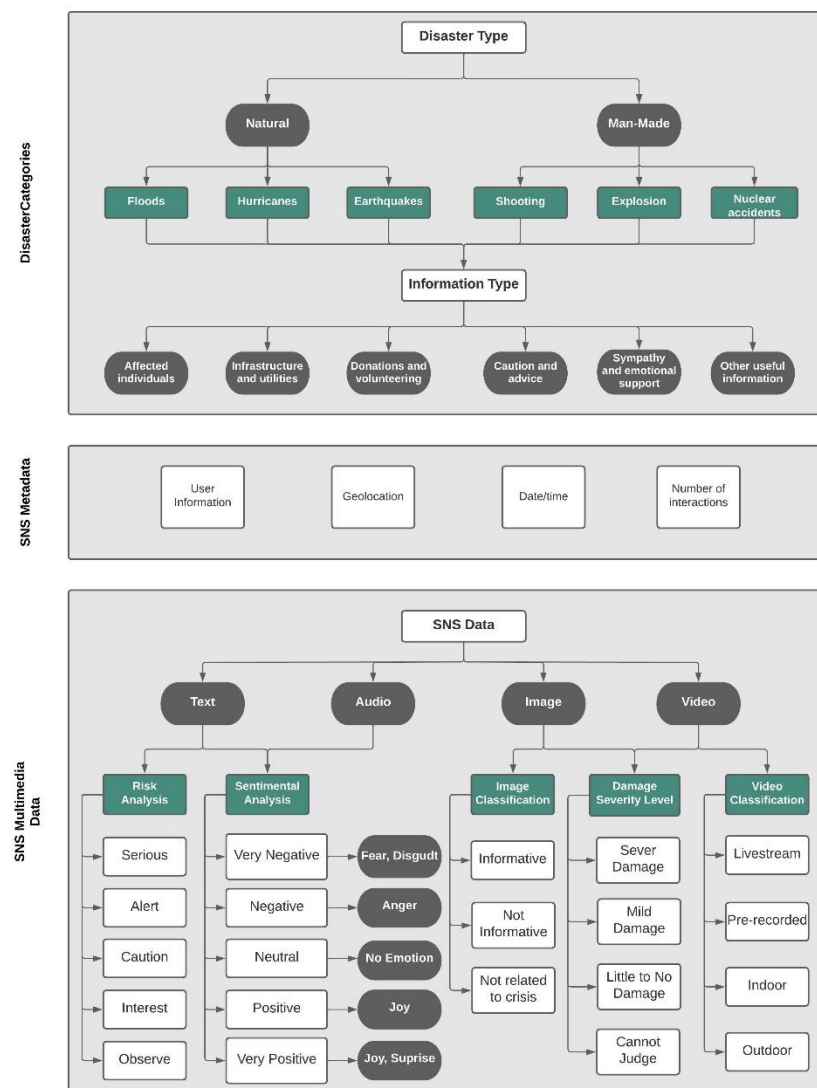 DisasterCategories
Disaster Type
Natural
Man-Made
Floods
Hurricanes
Earthquakes
Shooting
Explosion
Nuclear
accidents
Information Type
Affected
individuals
Infrastructure
and utilities
Donations and
volunteering
Caution and
advice
Sympathy
and emotional
support
Other useful
information
SNS Metadata
User
Information
Geolocation
Date/time
Number of
interactions
SNS Multimedia
Data
SNS Data
Text
Audio
Image
Video
Risk
Analysis
Sentimental
Analysis
Image
Classification
Damage
Severity Level
Video
Classification
Serious
Alert
Caution
Interest
Observe
Very Negative
Negative
Neutral
Positive
Very Positive
Fear, Disgudt
Anger
No Emotion
Joy
Joy, Suprise
Informative
Not
Informative
Not related
to crisis
Sever
Damage
Mild
Damage
Little to No
Damage
Cannot
Judge
Livestream
Pre-recorded
Indoor
Outdoor